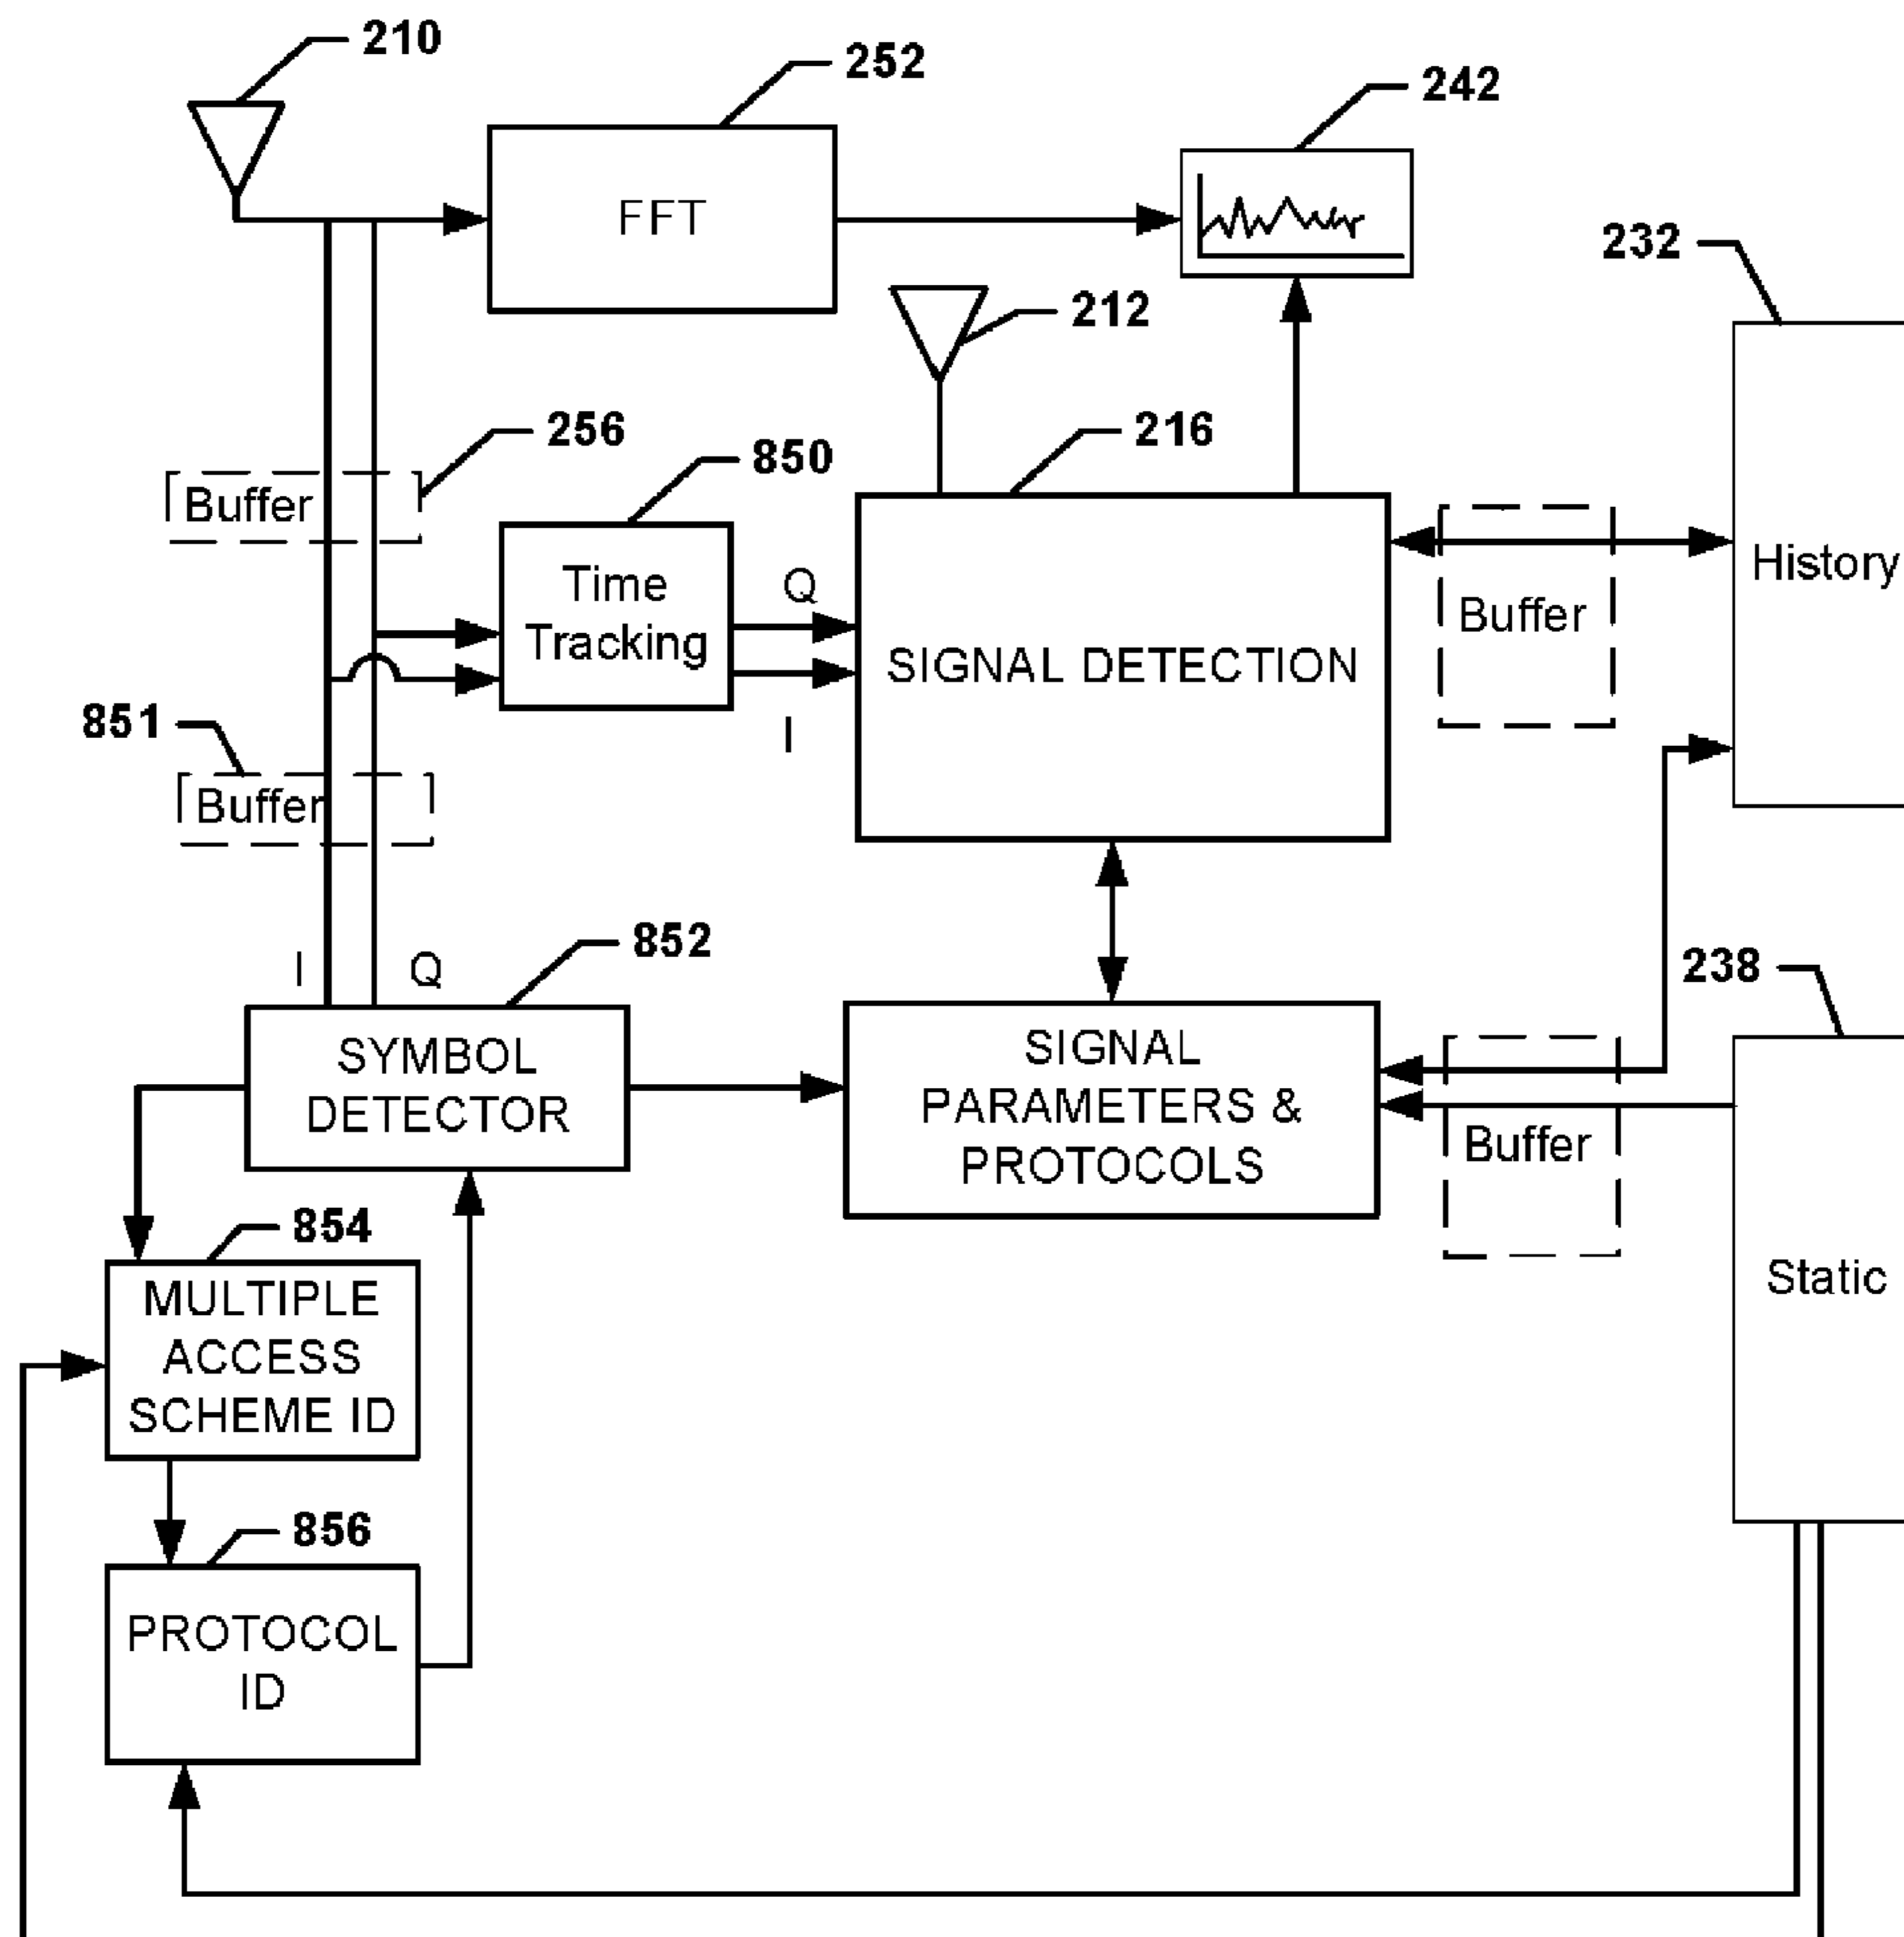 210
252
242
FFT
232
212
256
850
216
Buffer
Time
Tracking
Q
I
SIGNAL DETECTION
Buffer
History
851
Buffer
I
Q
852
238
SYMBOL
DETECTOR
SIGNAL
PARAMETERS &
PROTOCOLS
Buffer
854
MULTIPLE
ACCESS
SCHEME ID
Static
856
PROTOCOL
ID